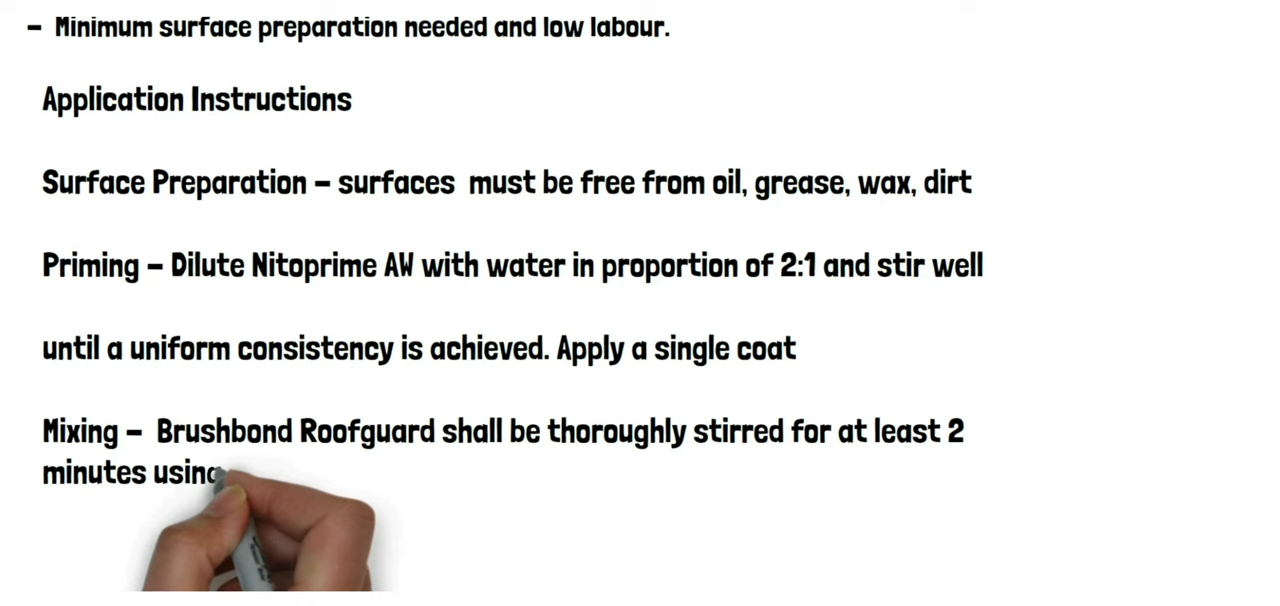 - Minimum surface preparation needed and low labour.
Application Instructions
Surface Preparation - surfaces must be free from oil, grease, wax, dirt
Priming - Dilute Nitoprime AW with water in proportion of 2:1 and stir well
until a uniform consistency is achieved. Apply a single coat
Mixing - Brushbond Roofguard shall be thoroughly stirred for at least 2
minutes